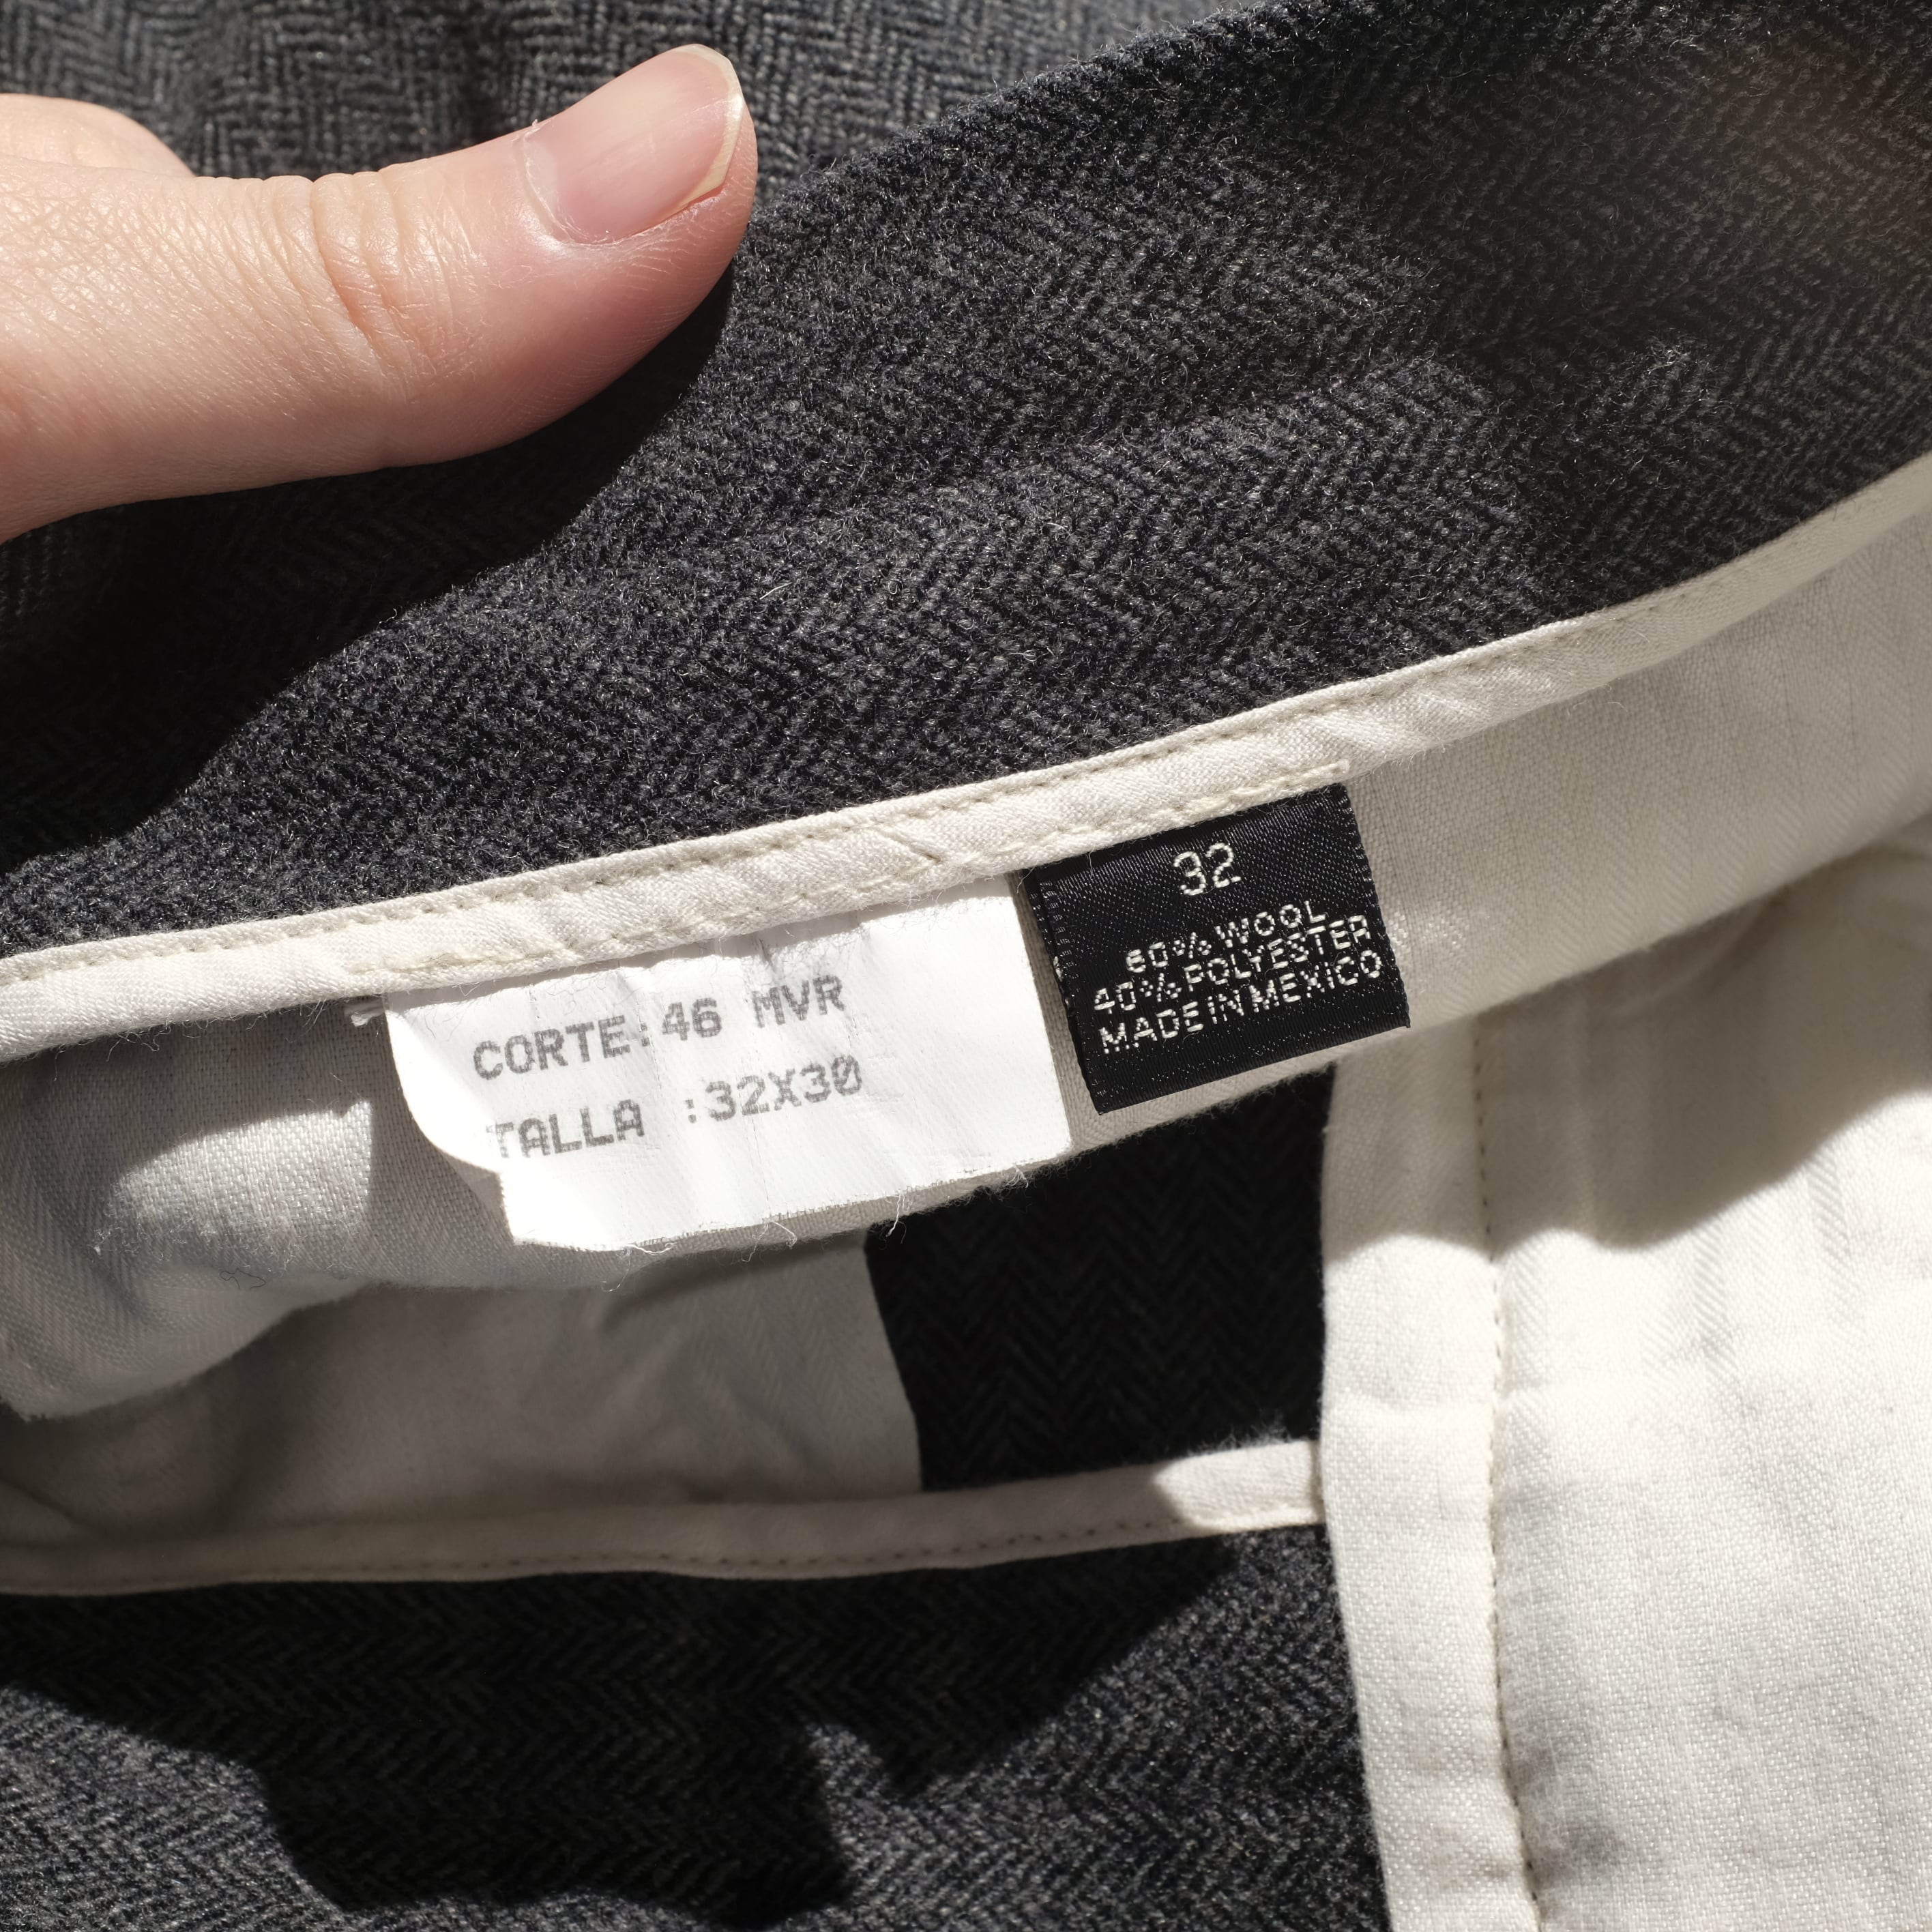 CORTE:46 MVR
TALLA :32X30
32
60% WOOL
40% POLYESTER
MADE IN MEXICO